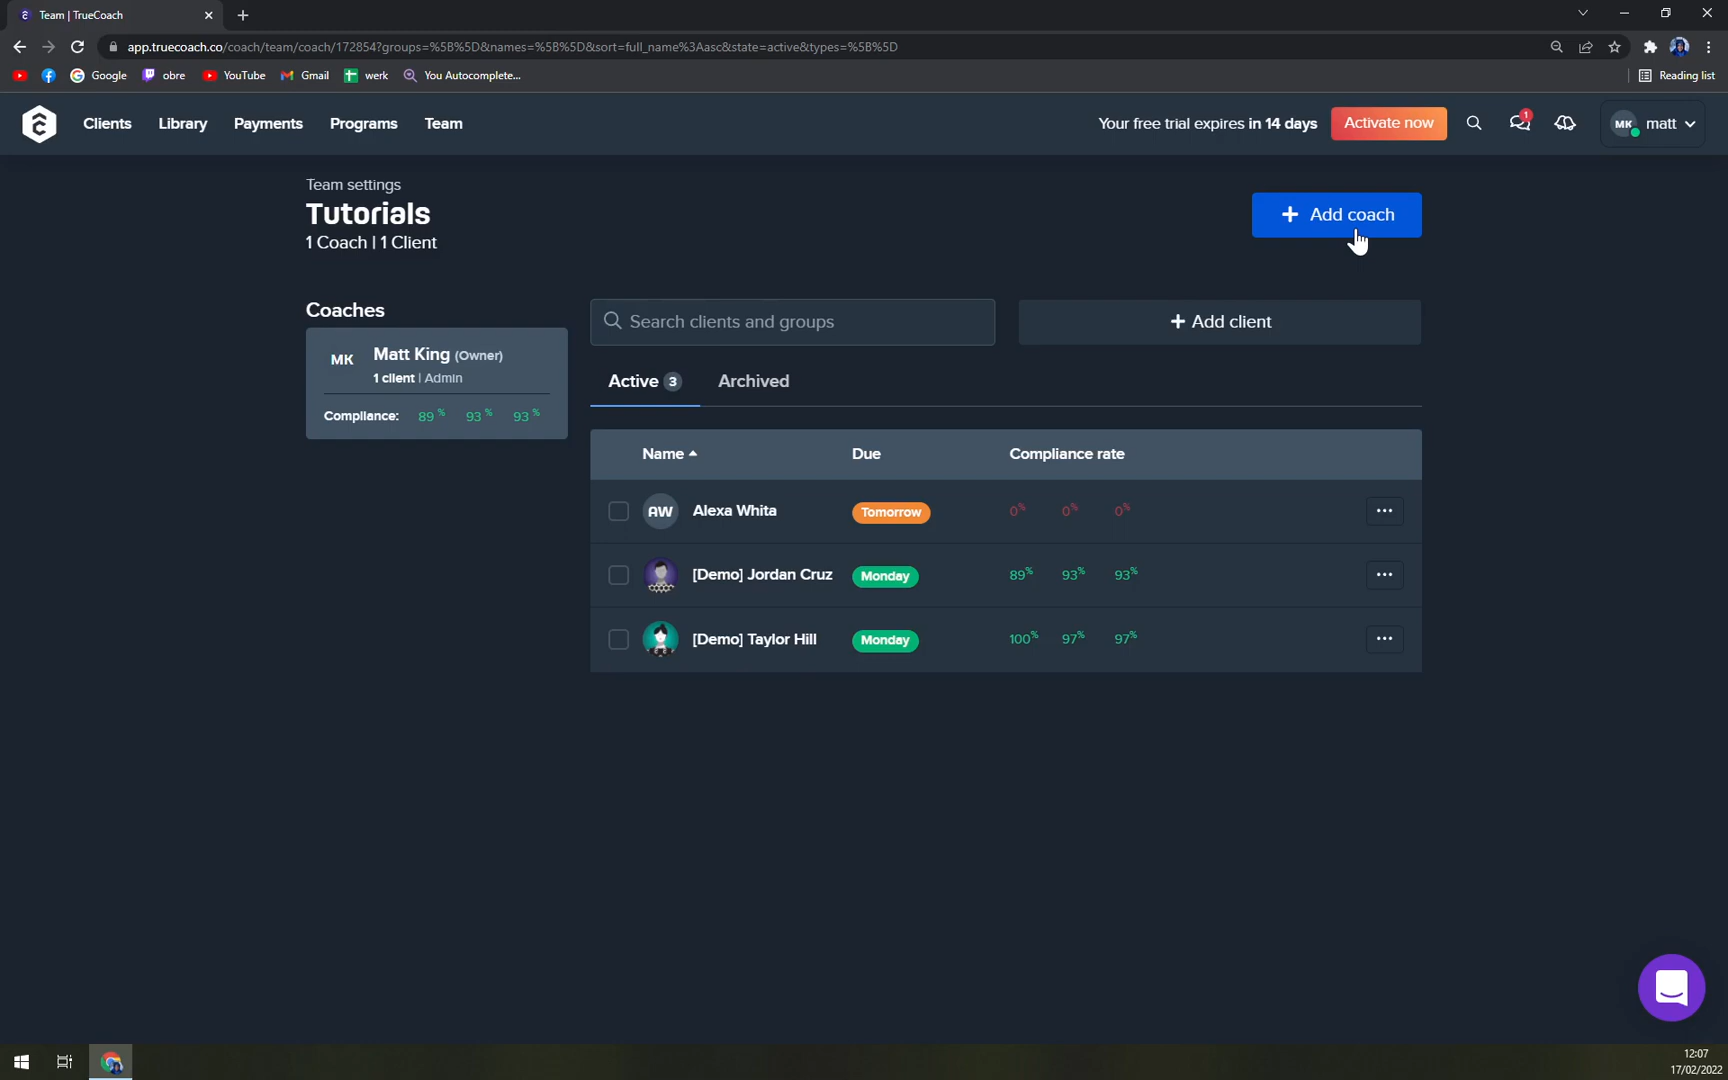 Team | TrueCoach
app.truecoach.co/coach/team/coach/172854?groups=%5B%5D&names=%5B%5D&sort=full_name%3Aasc&state=active&types=%5B%5D
Google obre YouTube Gmail werk You Autocomplete... Reading list
Clients Library Payments Programs Team Your free trial expires in 14 days Activate now 1 MK matt
Team settings
Tutorials
1 Coach | 1 Client
+ Add coach
Coaches
MK Matt King (Owner)
1 client | Admin
Compliance: 89% 93% 93%
Search clients and groups + Add client
Active 3 Archived
Name Due Compliance rate
AW Alexa Whita Tomorrow 0% 0% 0% ...
[Demo] Jordan Cruz Monday 89% 93% 93% ...
[Demo] Taylor Hill Monday 100% 97% 97% ...
12:07
17/02/2022